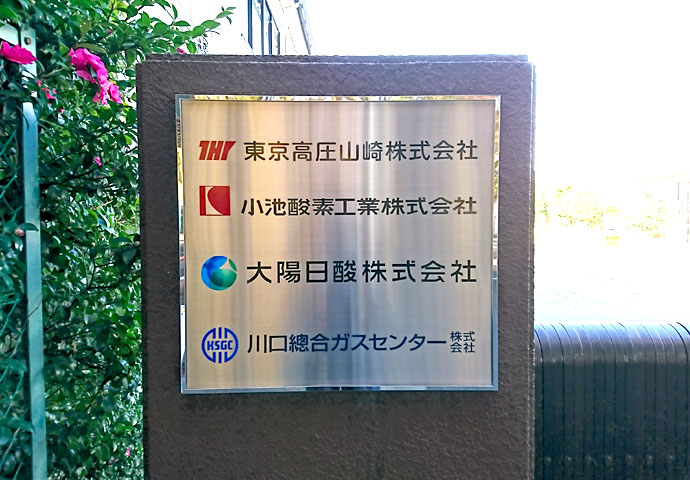 THY 東京高圧山崎株式会社
小池酸素工業株式会社
大陽日酸株式会社
KSGC 川口總合ガスセンター株式会社